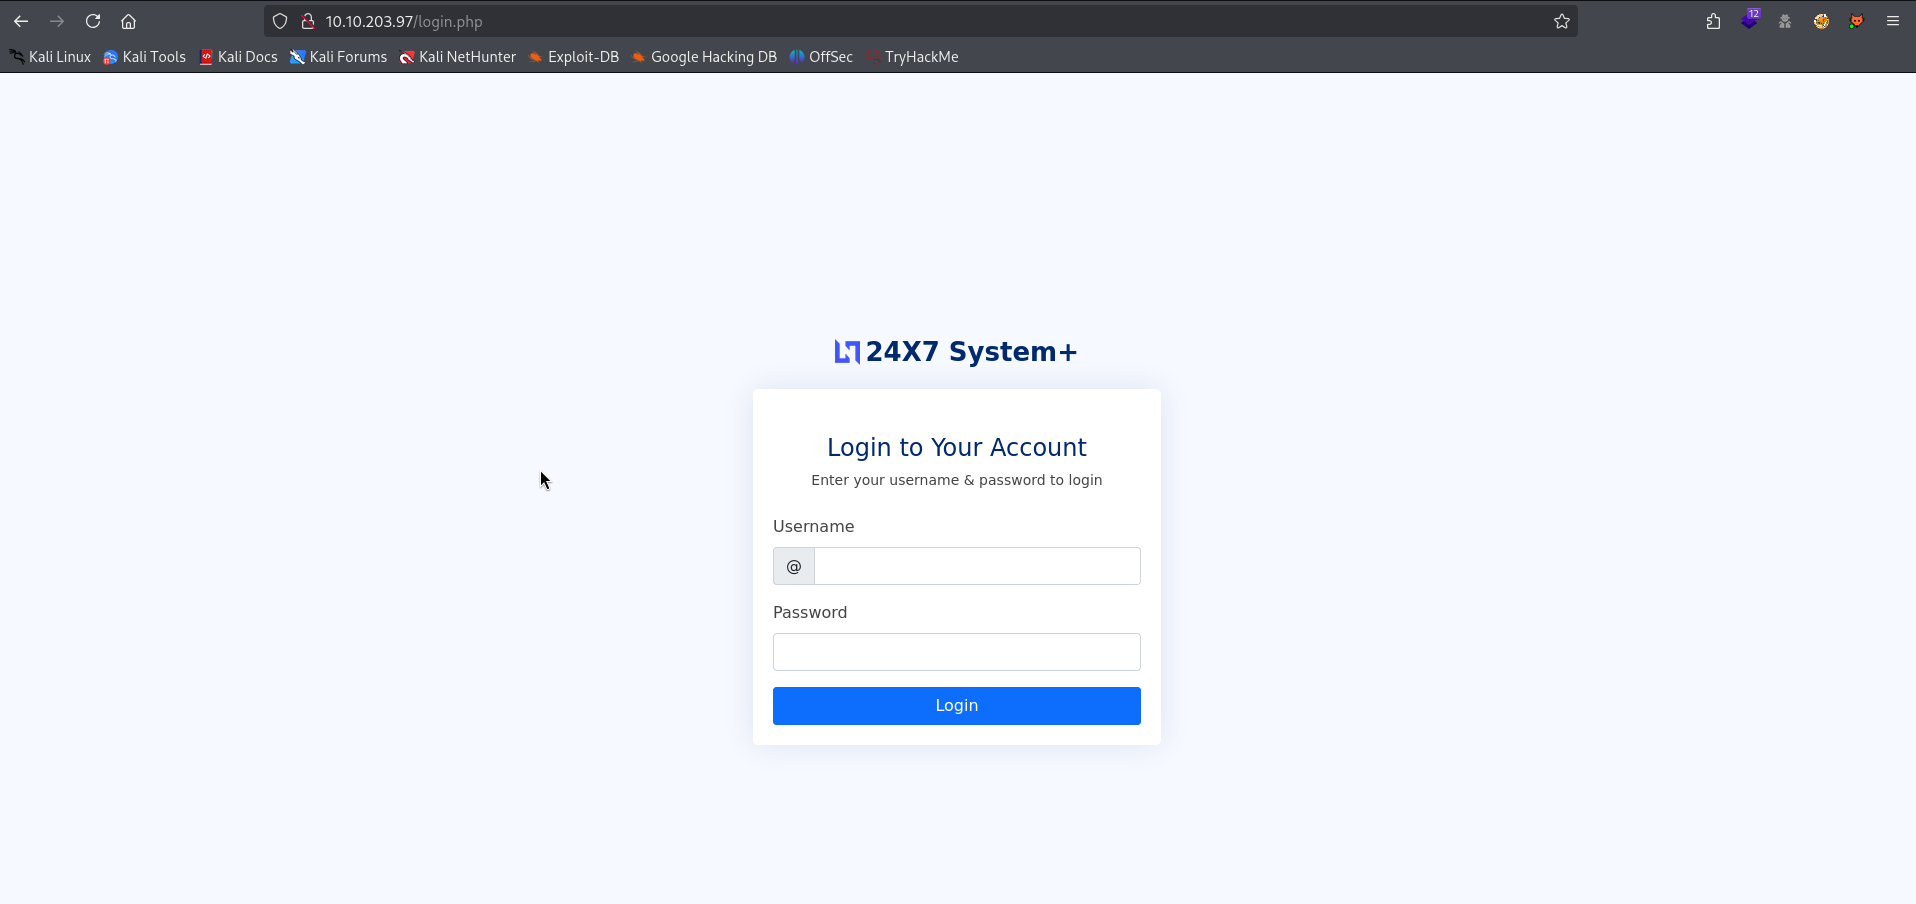 10.10.203.97/login.php
12
Kali Linux Kali Tools Kali Docs Kali Forums Kali NetHunter Exploit-DB Google Hacking DB OffSec TryHackMe
24X7 System+
Login to Your Account
Enter your username & password to login
Username
@
Password
Login